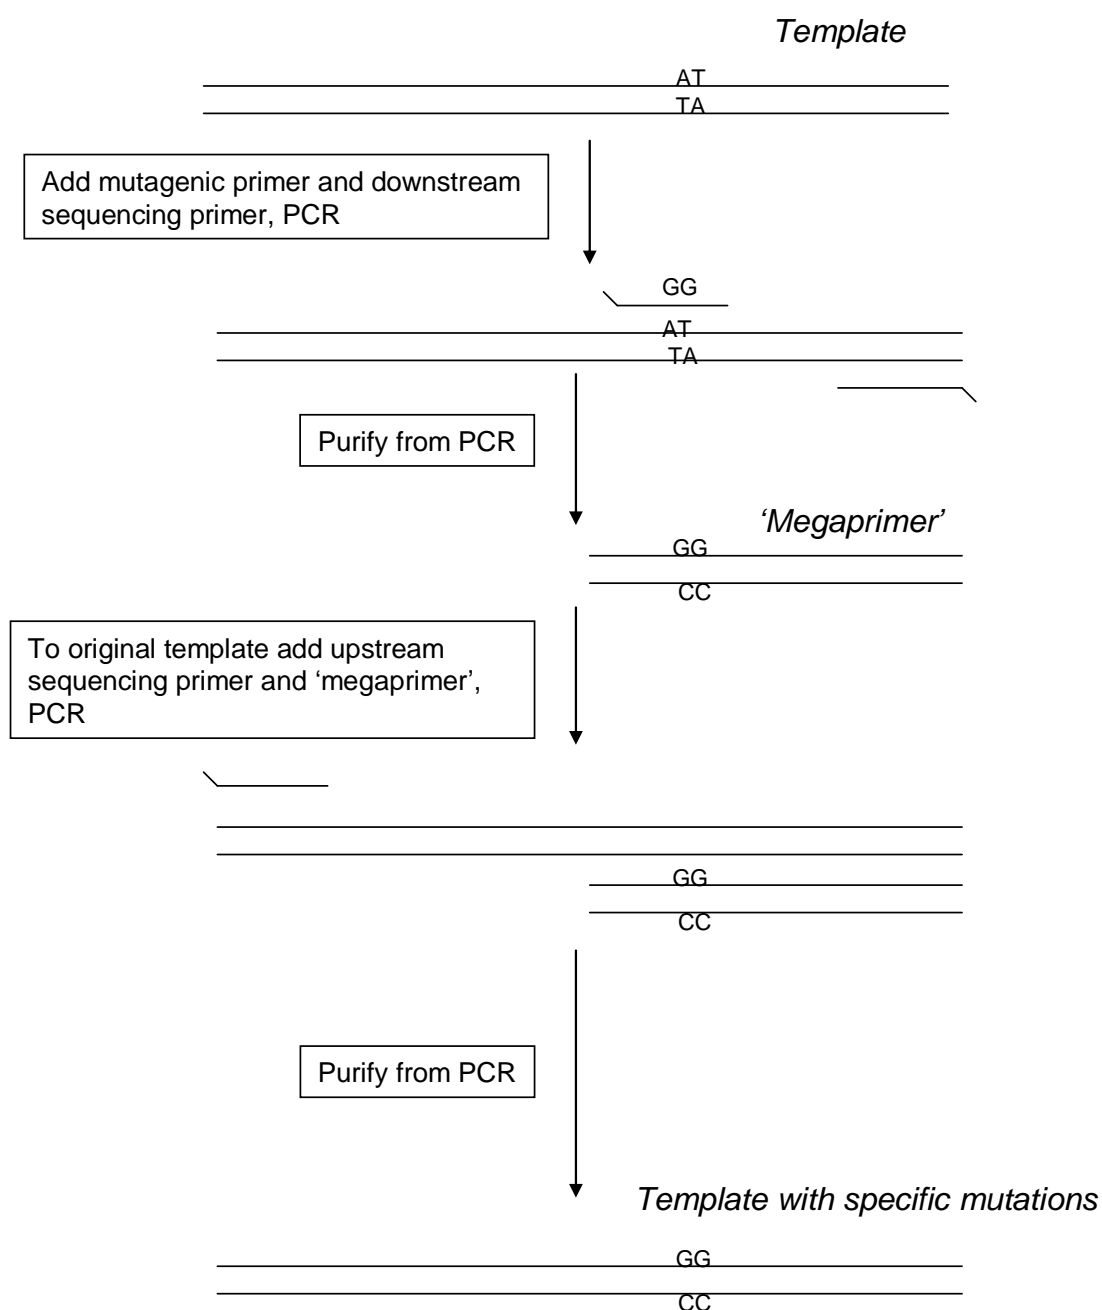 Template
AT
TA
Add mutagenic primer and downstream
sequencing primer, PCR
GG
AT
TA
Purify from PCR
‘Megaprimer’
GG
CC
To original template add upstream
sequencing primer and ‘megaprimer’,
PCR
GG
CC
Purify from PCR
Template with specific mutations
GG
CC